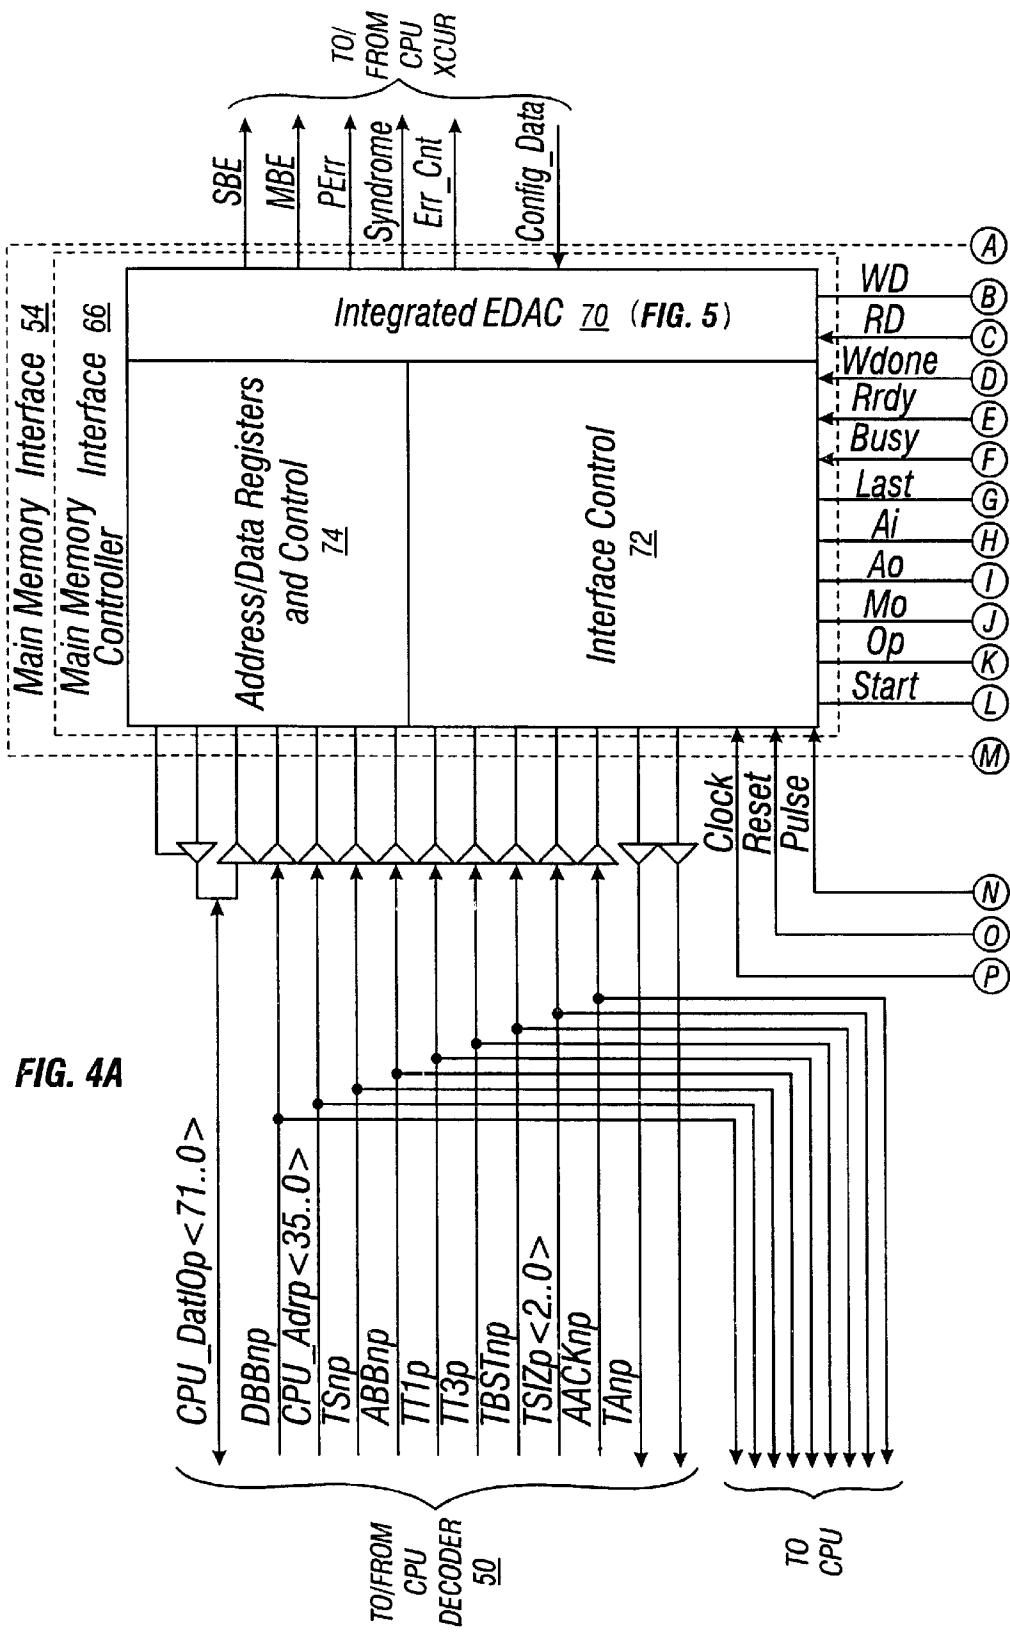 Main Memory Interface 54
Main Memory Interface 66
Controller
Address/Data Registers
and Control
74
Interface Control
72
Integrated EDAC 70 (FIG. 5)
SBE
MBE
PErr
Syndrome
Err_Cnt
Config_Data
TO/
FROM
CPU
XCUR
WD
RD
Wdone
Rrdy
Busy
Last
Ai
Ao
Mo
Op
Start
Clock
Reset
Pulse
A
B
C
D
E
F
G
H
I
J
K
L
M
N
O
P
CPU_DatIOp<71..0>
DBBnp
CPU_Adrp<35..0>
TSnp
ABBnp
TT1p
TT3p
TBSTnp
TSIZp<2..0>
AACKnp
TAnp
TO/FROM
CPU
DECODER
50
TO
CPU
FIG. 4A